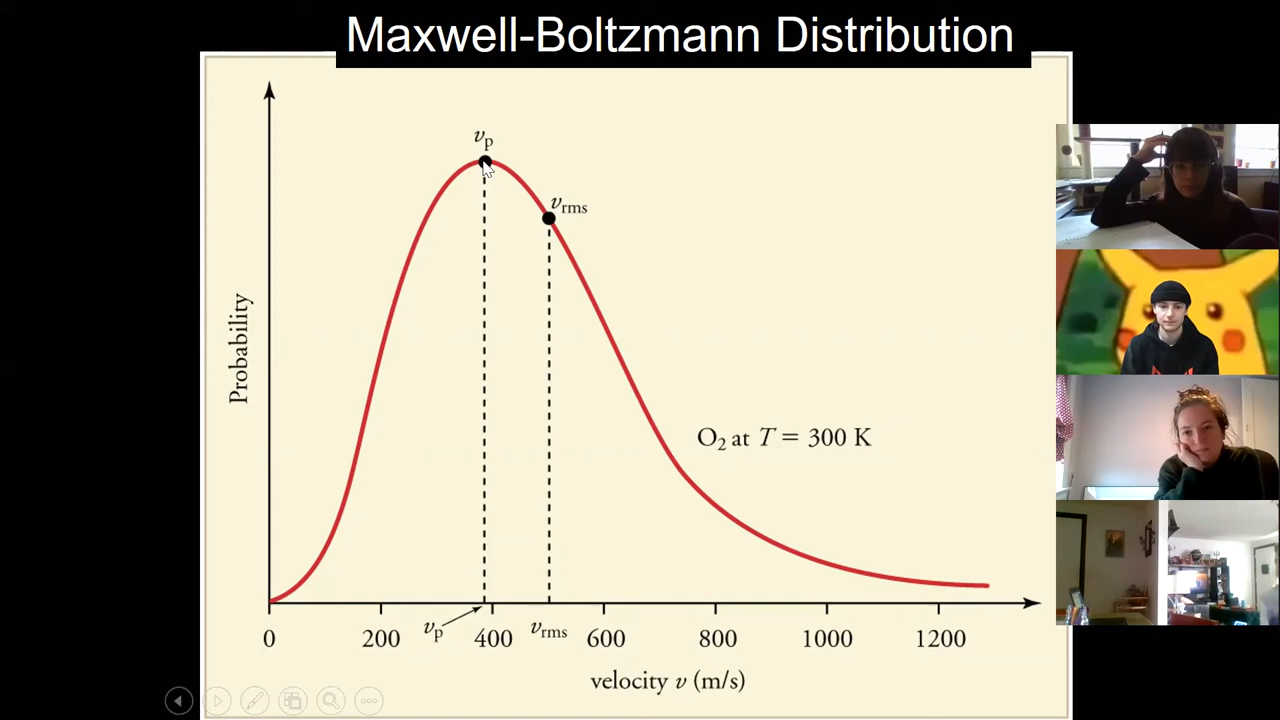 Maxwell-Boltzmann Distribution
vp
vrms
Probability
O2 at T = 300 K
vp
vrms
0 200 400 600 800 1000 1200
velocity v (m/s)